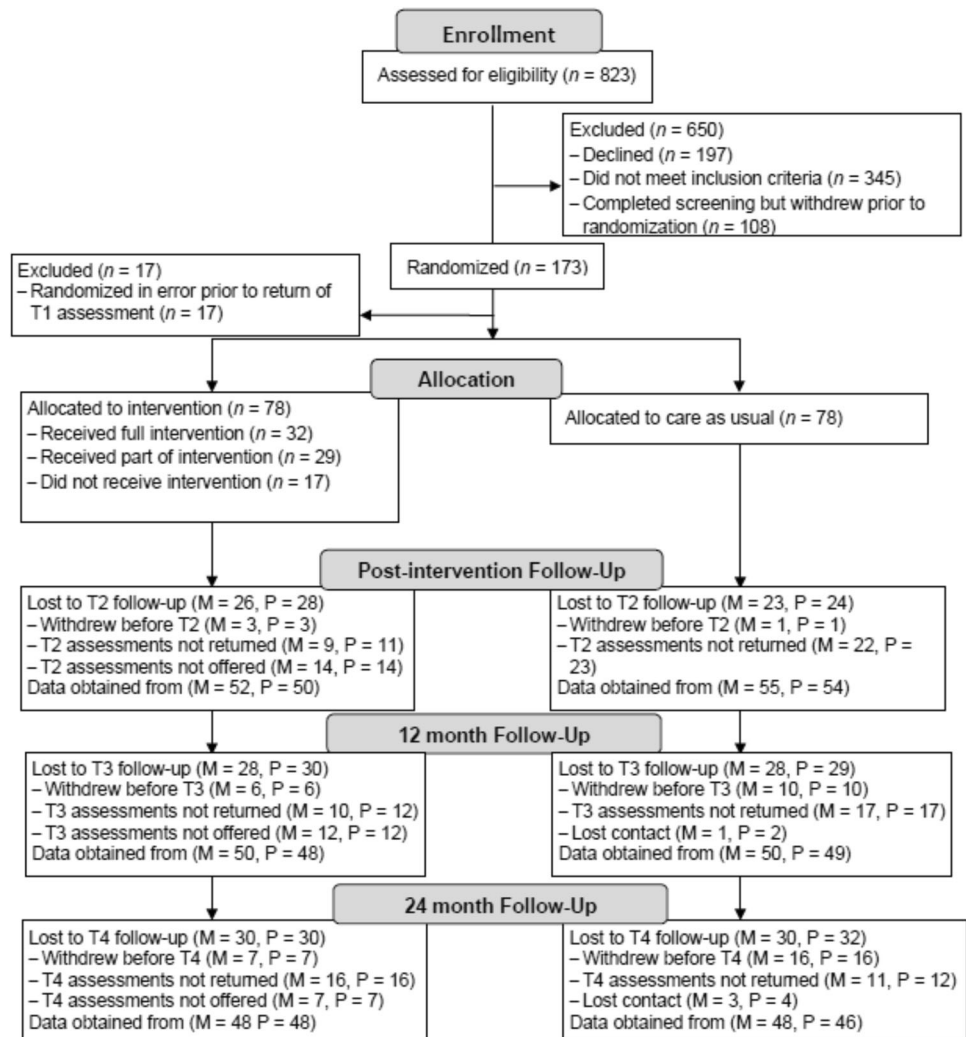 Enrollment
Assessed for eligibility (n = 823)
Excluded (n = 650)
– Declined (n = 197)
– Did not meet inclusion criteria (n = 345)
– Completed screening but withdrew prior to
randomization (n = 108)
Randomized (n = 173)
Excluded (n = 17)
– Randomized in error prior to return of
T1 assessment (n = 17)
Allocation
Allocated to intervention (n = 78)
– Received full intervention (n = 32)
– Received part of intervention (n = 29)
– Did not receive intervention (n = 17)
Allocated to care as usual (n = 78)
Post-intervention Follow-Up
Lost to T2 follow-up (M = 26, P = 28)
– Withdrew before T2 (M = 3, P = 3)
– T2 assessments not returned (M = 9, P = 11)
– T2 assessments not offered (M = 14, P = 14)
Data obtained from (M = 52, P = 50)
Lost to T2 follow-up (M = 23, P = 24)
– Withdrew before T2 (M = 1, P = 1)
– T2 assessments not returned (M = 22, P =
23)
Data obtained from (M = 55, P = 54)
12 month Follow-Up
Lost to T3 follow-up (M = 28, P = 30)
– Withdrew before T3 (M = 6, P = 6)
– T3 assessments not returned (M = 10, P = 12)
– T3 assessments not offered (M = 12, P = 12)
Data obtained from (M = 50, P = 48)
Lost to T3 follow-up (M = 28, P = 29)
– Withdrew before T3 (M = 10, P = 10)
– T3 assessments not returned (M = 17, P = 17)
– Lost contact (M = 1, P = 2)
Data obtained from (M = 50, P = 49)
24 month Follow-Up
Lost to T4 follow-up (M = 30, P = 30)
– Withdrew before T4 (M = 7, P = 7)
– T4 assessments not returned (M = 16, P = 16)
– T4 assessments not offered (M = 7, P = 7)
Data obtained from (M = 48 P = 48)
Lost to T4 follow-up (M = 30, P = 32)
– Withdrew before T4 (M = 16, P = 16)
– T4 assessments not returned (M = 11, P = 12)
– Lost contact (M = 3, P = 4)
Data obtained from (M = 48, P = 46)